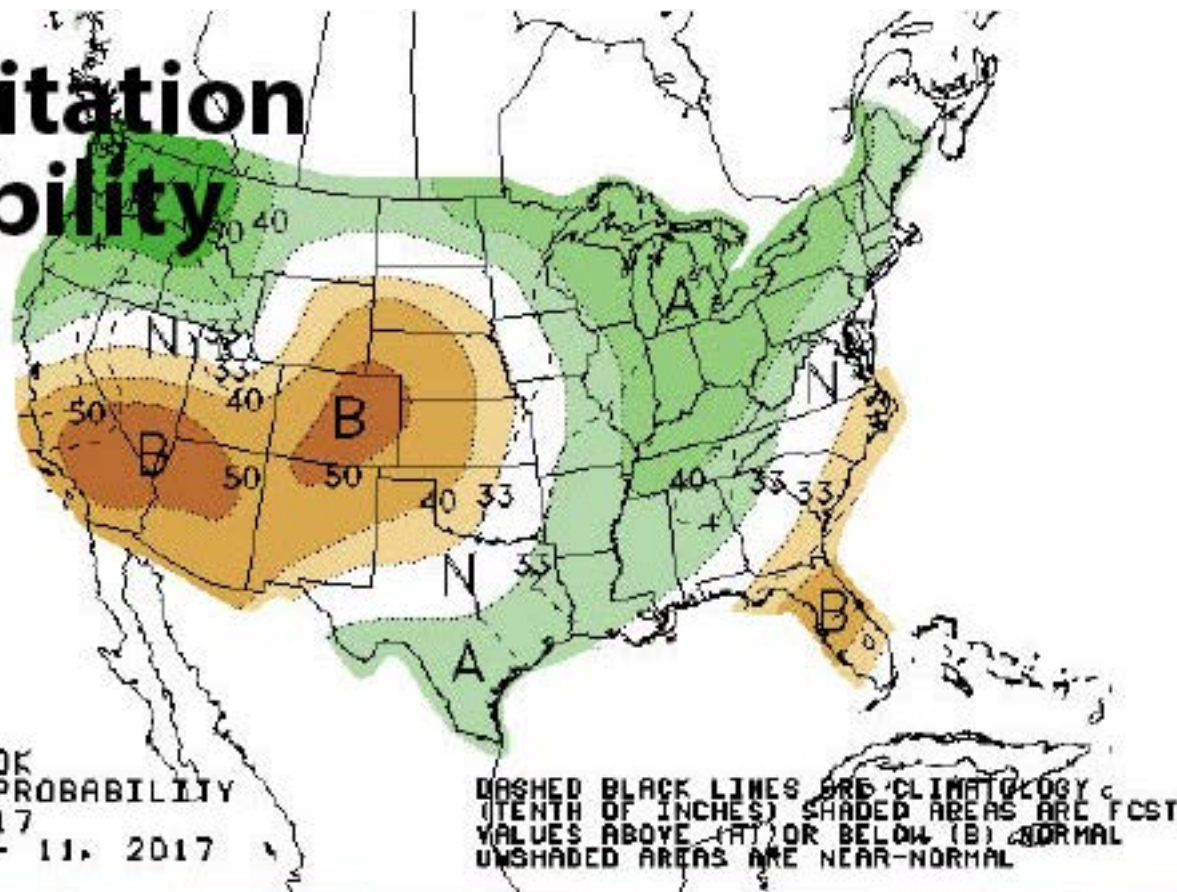 itation
bility
40
N
33
33
40
50
B
B
50
50
40
33
N
33
A
A
N
40
33
33
B
OK
PROBABILITY
17
- 11. 2017
DASHED BLACK LINES ARE CLIMATOLOGY
(TENTH OF INCHES) SHADED AREAS ARE FCST
VALUES ABOVE (A) OR BELOW (B) NORMAL
UNSHADED AREAS ARE NEAR-NORMAL